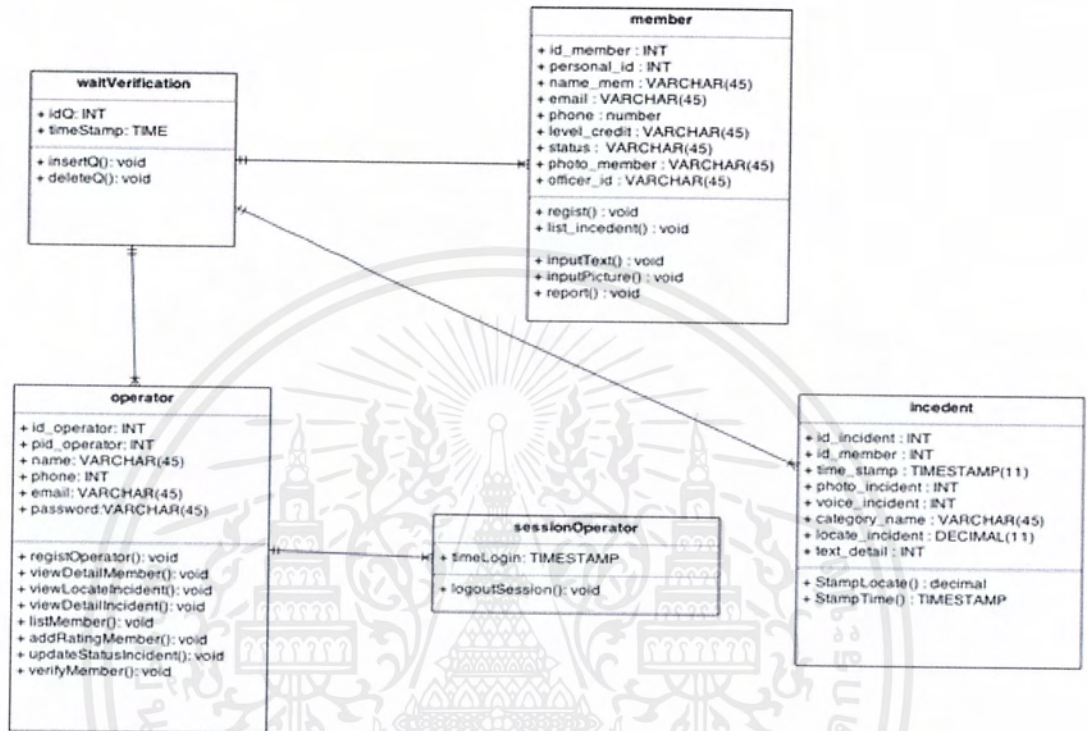 member
+ id_member : INT
+ personal_id : INT
+ name_mem : VARCHAR(45)
+ email : VARCHAR(45)
+ phone : number
+ level_credit : VARCHAR(45)
+ status : VARCHAR(45)
+ photo_member : VARCHAR(45)
+ officer_id : VARCHAR(45)
+ regist() : void
+ list_incedent() : void
+ inputText() : void
+ inputPicture() : void
+ report() : void
waitVerification
+ idQ: INT
+ timeStamp: TIME
+ insertQ(): void
+ deleteQ(): void
operator
+ id_operator: INT
+ pid_operator: INT
+ name: VARCHAR(45)
+ phone: INT
+ email: VARCHAR(45)
+ password:VARCHAR(45)
+ registOperator(): void
+ viewDetailMember(): void
+ viewLocateIncident(): void
+ viewDetailIncident(): void
+ listMember(): void
+ addRatingMember(): void
+ updateStatusIncident(): void
+ verifyMember(): void
sessionOperator
+ timeLogin: TIMESTAMP
+ logoutSession(): void
incedent
+ id_incident : INT
+ id_member : INT
+ time_stamp : TIMESTAMP(11)
+ photo_incident : INT
+ voice_incident : INT
+ category_name : VARCHAR(45)
+ locate_incident : DECIMAL(11)
+ text_detail : INT
+ StampLocate() : decimal
+ StampTime() : TIMESTAMP